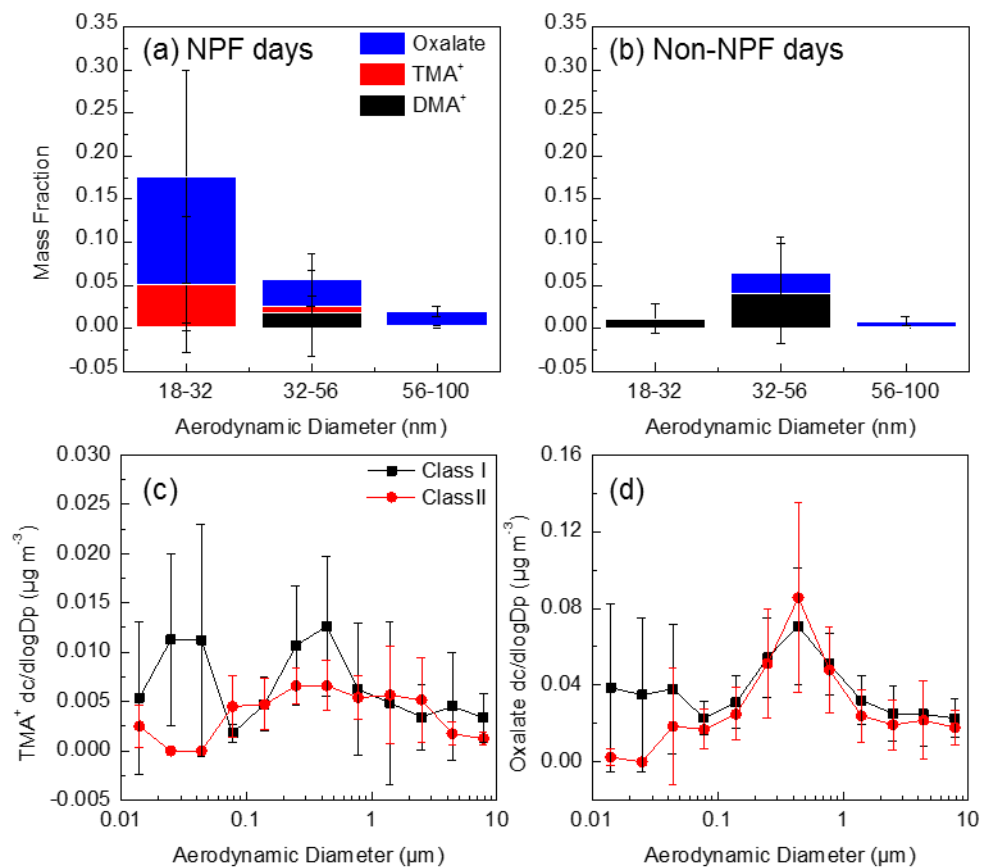 (a) NPF days
Oxalate
TMA⁺
DMA⁺
0.35
0.30
0.25
0.20
0.15
0.10
0.05
0.00
-0.05
Mass Fraction
18-32
32-56
56-100
Aerodynamic Diameter (nm)
(b) Non-NPF days
0.35
0.30
0.25
0.20
0.15
0.10
0.05
0.00
-0.05
18-32
32-56
56-100
Aerodynamic Diameter (nm)
(c)
Class I
ClassII
0.030
0.025
0.020
0.015
0.010
0.005
0.000
-0.005
TMA⁺ dc/dlogDp (µg m⁻³)
0.01
0.1
1
10
Aerodynamic Diameter (µm)
(d)
0.16
0.12
0.08
0.04
0.00
Oxalate dc/dlogDp (µg m⁻³)
0.01
0.1
1
10
Aerodynamic Diameter (µm)